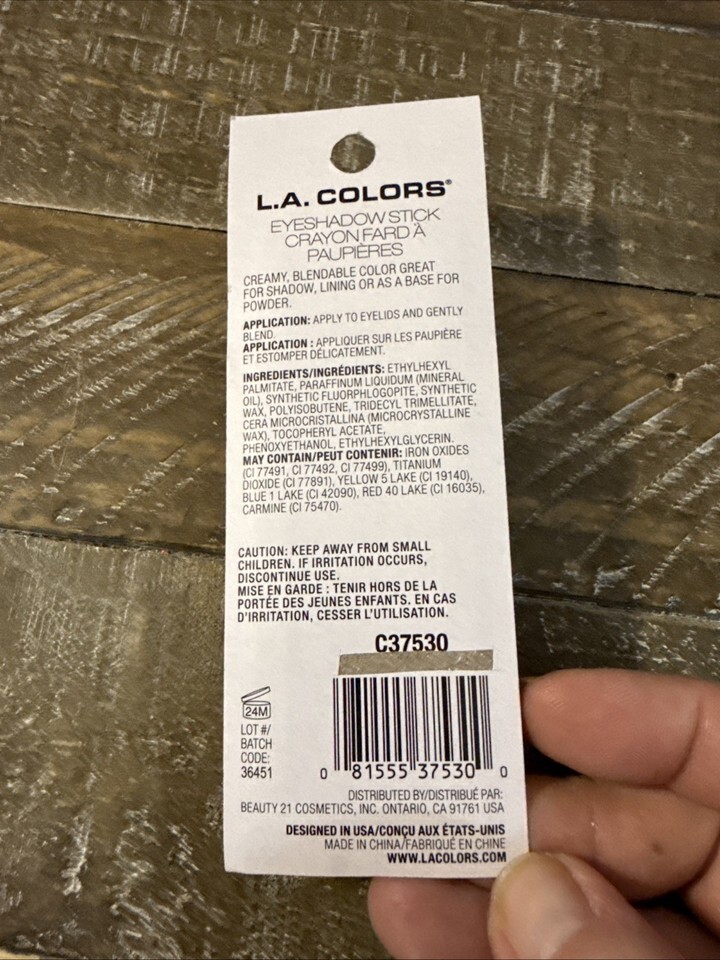 L.A. COLORS®
EYESHADOW STICK
CRAYON FARD À
PAUPIÈRES
CREAMY, BLENDABLE COLOR GREAT
FOR SHADOW, LINING OR AS A BASE FOR
POWDER.
APPLICATION: APPLY TO EYELIDS AND GENTLY
BLEND.
APPLICATION : APPLIQUER SUR LES PAUPIÈRE
ET ESTOMPER DÉLICATEMENT.
INGREDIENTS/INGRÉDIENTS: ETHYLHEXYL
PALMITATE, PARAFFINUM LIQUIDUM (MINERAL
OIL), SYNTHETIC FLUORPHLOGOPITE, SYNTHETIC
WAX, POLYISOBUTENE, TRIDECYL TRIMELLITATE,
CERA MICROCRISTALLINA (MICROCRYSTALLINE
WAX), TOCOPHERYL ACETATE,
PHENOXYETHANOL, ETHYLHEXYLGLYCERIN.
MAY CONTAIN/PEUT CONTENIR: IRON OXIDES
(CI 77491, CI 77492, CI 77499), TITANIUM
DIOXIDE (CI 77891), YELLOW 5 LAKE (CI 19140),
BLUE 1 LAKE (CI 42090), RED 40 LAKE (CI 16035),
CARMINE (CI 75470).
CAUTION: KEEP AWAY FROM SMALL
CHILDREN. IF IRRITATION OCCURS,
DISCONTINUE USE.
MISE EN GARDE : TENIR HORS DE LA
PORTÉE DES JEUNES ENFANTS. EN CAS
D'IRRITATION, CESSER L'UTILISATION.
C37530
24M
LOT #/
BATCH
CODE:
36451
0 81555 37530 0
DISTRIBUTED BY/DISTRIBUÉ PAR:
BEAUTY 21 COSMETICS, INC. ONTARIO, CA 91761 USA
DESIGNED IN USA/CONÇU AUX ÉTATS-UNIS
MADE IN CHINA/FABRIQUÉ EN CHINE
WWW.LACOLORS.COM